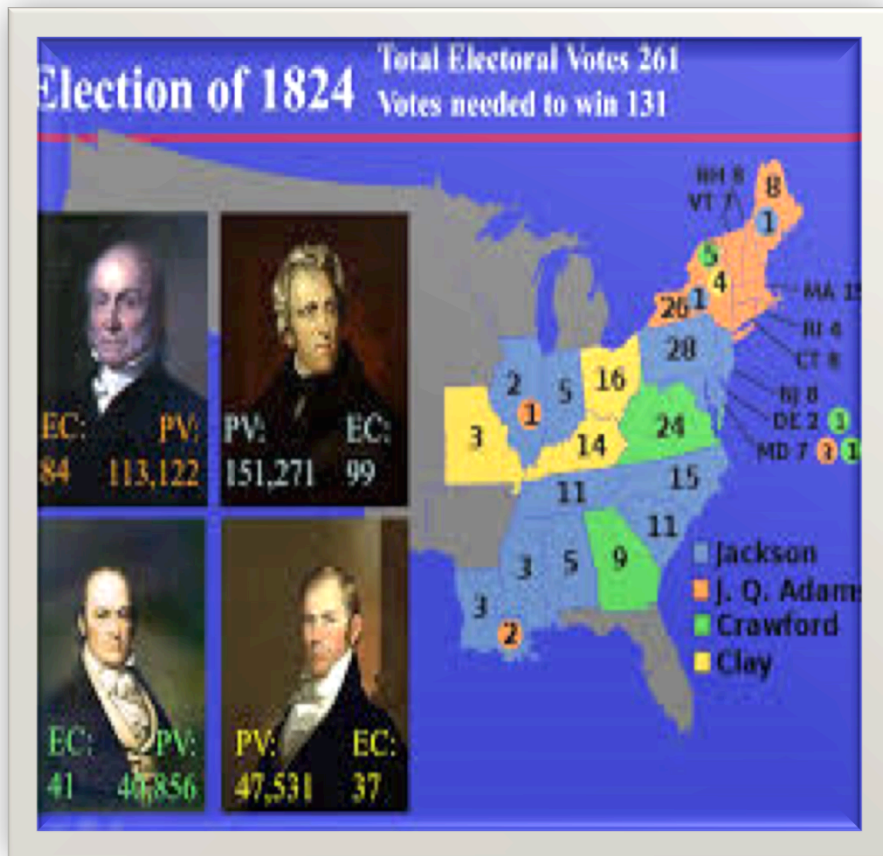 Election of 1824
Total Electoral Votes 261
Votes needed to win 131
EC: PV:
84 113,122
PV: EC:
151,271 99
EC: PV:
41 40,856
PV: EC:
47,531 37
8
VT 7
1
5
4
1
26
MA 15
RI 4
CT 8
28
NJ 8
DE 2
MD 7 3 1
2
1
5
16
3
14
24
11
15
11
3
5
9
3
2
Jackson
J. Q. Adams
Crawford
Clay